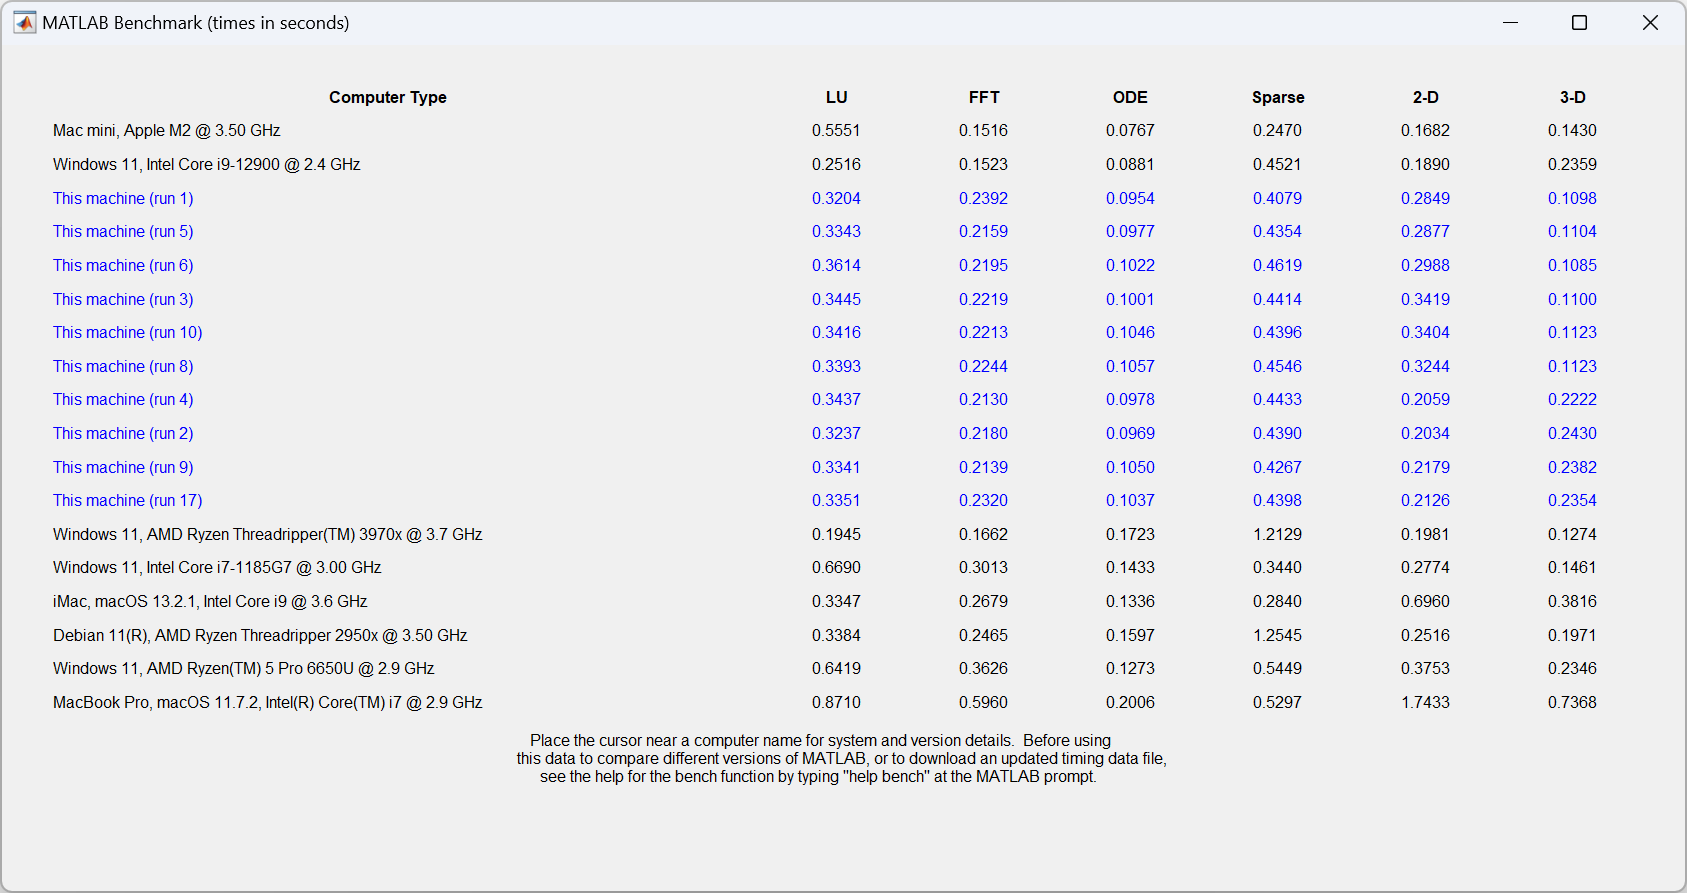 MATLAB Benchmark (times in seconds)
Computer Type LU FFT ODE Sparse 2-D 3-D
Mac mini, Apple M2 @ 3.50 GHz 0.5551 0.1516 0.0767 0.2470 0.1682 0.1430
Windows 11, Intel Core i9-12900 @ 2.4 GHz 0.2516 0.1523 0.0881 0.4521 0.1890 0.2359
This machine (run 1) 0.3204 0.2392 0.0954 0.4079 0.2849 0.1098
This machine (run 5) 0.3343 0.2159 0.0977 0.4354 0.2877 0.1104
This machine (run 6) 0.3614 0.2195 0.1022 0.4619 0.2988 0.1085
This machine (run 3) 0.3445 0.2219 0.1001 0.4414 0.3419 0.1100
This machine (run 10) 0.3416 0.2213 0.1046 0.4396 0.3404 0.1123
This machine (run 8) 0.3393 0.2244 0.1057 0.4546 0.3244 0.1123
This machine (run 4) 0.3437 0.2130 0.0978 0.4433 0.2059 0.2222
This machine (run 2) 0.3237 0.2180 0.0969 0.4390 0.2034 0.2430
This machine (run 9) 0.3341 0.2139 0.1050 0.4267 0.2179 0.2382
This machine (run 17) 0.3351 0.2320 0.1037 0.4398 0.2126 0.2354
Windows 11, AMD Ryzen Threadripper(TM) 3970x @ 3.7 GHz 0.1945 0.1662 0.1723 1.2129 0.1981 0.1274
Windows 11, Intel Core i7-1185G7 @ 3.00 GHz 0.6690 0.3013 0.1433 0.3440 0.2774 0.1461
iMac, macOS 13.2.1, Intel Core i9 @ 3.6 GHz 0.3347 0.2679 0.1336 0.2840 0.6960 0.3816
Debian 11(R), AMD Ryzen Threadripper 2950x @ 3.50 GHz 0.3384 0.2465 0.1597 1.2545 0.2516 0.1971
Windows 11, AMD Ryzen(TM) 5 Pro 6650U @ 2.9 GHz 0.6419 0.3626 0.1273 0.5449 0.3753 0.2346
MacBook Pro, macOS 11.7.2, Intel(R) Core(TM) i7 @ 2.9 GHz 0.8710 0.5960 0.2006 0.5297 1.7433 0.7368
Place the cursor near a computer name for system and version details. Before using
this data to compare different versions of MATLAB, or to download an updated timing data file,
see the help for the bench function by typing "help bench" at the MATLAB prompt.